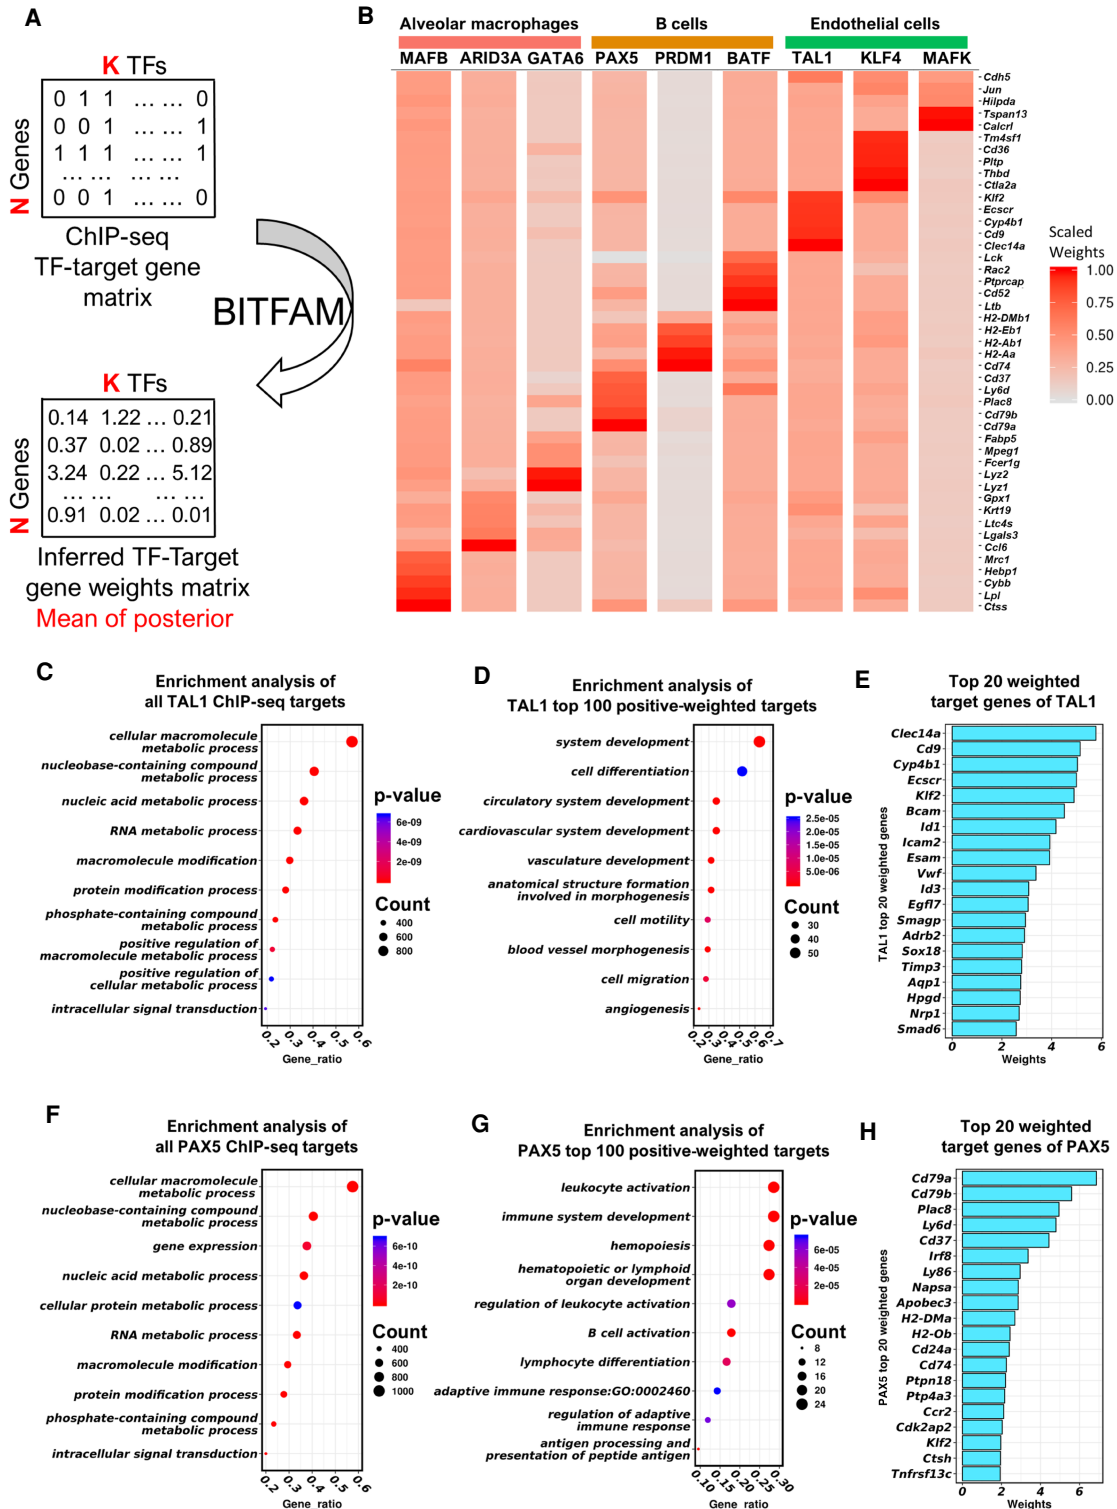 A
K TFs
N Genes
0 1 1 ... ... 0
0 0 1 ... ... 1
1 1 1 ... ... 1
... ... ... ...
0 0 1 ... ... 0
ChIP-seq
TF-target gene
matrix
BITFAM
K TFs
N Genes
0.14 1.22 ... 0.21
0.37 0.02 ... 0.89
3.24 0.22 ... 5.12
... ... ... ...
0.91 0.02 ... 0.01
Inferred TF-Target
gene weights matrix
Mean of posterior
B
Alveolar macrophages B cells Endothelial cells
MAFB ARID3A GATA6 PAX5 PRDM1 BATF TAL1 KLF4 MAFK
Cdh5
Jun
Hilpda
Tspan13
Calcrl
Tm4sf1
Cd36
Pltp
Thbd
Ctla2a
Klf2
Ecscr
Cyp4b1
Cd9
Clec14a
Lck
Rac2
Ptprcap
Cd52
Ltb
H2-DMb1
H2-Eb1
H2-Ab1
H2-Aa
Cd74
Cd37
Ly6d
Plac8
Cd79b
Cd79a
Fabp5
Mpeg1
Fcer1g
Lyz2
Lyz1
Gpx1
Krt19
Ltc4s
Lgals3
Ccl6
Mrc1
Hebp1
Cybb
Lpl
Ctss
Scaled
Weights
1.00
0.75
0.50
0.25
0.00
C
Enrichment analysis of
all TAL1 ChIP-seq targets
cellular macromolecule
metabolic process
nucleobase-containing compound
metabolic process
nucleic acid metabolic process
RNA metabolic process
macromolecule modification
protein modification process
phosphate-containing compound
metabolic process
positive regulation of
macromolecule metabolic process
positive regulation of
cellular metabolic process
intracellular signal transduction
0.2 0.3 0.4 0.5 0.6
Gene_ratio
p-value
6e-09
4e-09
2e-09
Count
400
600
800
D
Enrichment analysis of
TAL1 top 100 positive-weighted targets
system development
cell differentiation
circulatory system development
cardiovascular system development
vasculature development
anatomical structure formation
involved in morphogenesis
cell motility
blood vessel morphogenesis
cell migration
angiogenesis
0.2 0.3 0.4 0.5 0.6 0.7
Gene_ratio
p-value
2.5e-05
2.0e-05
1.5e-05
1.0e-05
5.0e-06
Count
30
40
50
E
Top 20 weighted
target genes of TAL1
TAL1 top 20 weighted genes
Clec14a
Cd9
Cyp4b1
Ecscr
Klf2
Bcam
Id1
Icam2
Esam
Vwf
Id3
Egfl7
Smagp
Adrb2
Sox18
Timp3
Aqp1
Hpgd
Nrp1
Smad6
0 2 4 6
Weights
F
Enrichment analysis of
all PAX5 ChIP-seq targets
cellular macromolecule
metabolic process
nucleobase-containing compound
metabolic process
gene expression
nucleic acid metabolic process
cellular protein metabolic process
RNA metabolic process
macromolecule modification
protein modification process
phosphate-containing compound
metabolic process
intracellular signal transduction
0.2 0.3 0.4 0.5 0.6
Gene_ratio
p-value
6e-10
4e-10
2e-10
Count
400
600
800
1000
G
Enrichment analysis of
PAX5 top 100 positive-weighted targets
leukocyte activation
immune system development
hemopoiesis
hematopoietic or lymphoid
organ development
regulation of leukocyte activation
B cell activation
lymphocyte differentiation
adaptive immune response:GO:0002460
regulation of adaptive
immune response
antigen processing and
presentation of peptide antigen
0.10 0.15 0.20 0.25 0.30
Gene_ratio
p-value
6e-05
4e-05
2e-05
Count
8
12
16
20
24
H
Top 20 weighted
target genes of PAX5
PAX5 top 20 weighted genes
Cd79a
Cd79b
Plac8
Ly6d
Cd37
Irf8
Ly86
Napsa
Apobec3
H2-DMa
H2-Ob
Cd24a
Cd74
Ptpn18
Ptp4a3
Ccr2
Cdk2ap2
Klf2
Ctsh
Tnfrsf13c
0 2 4 6
Weights